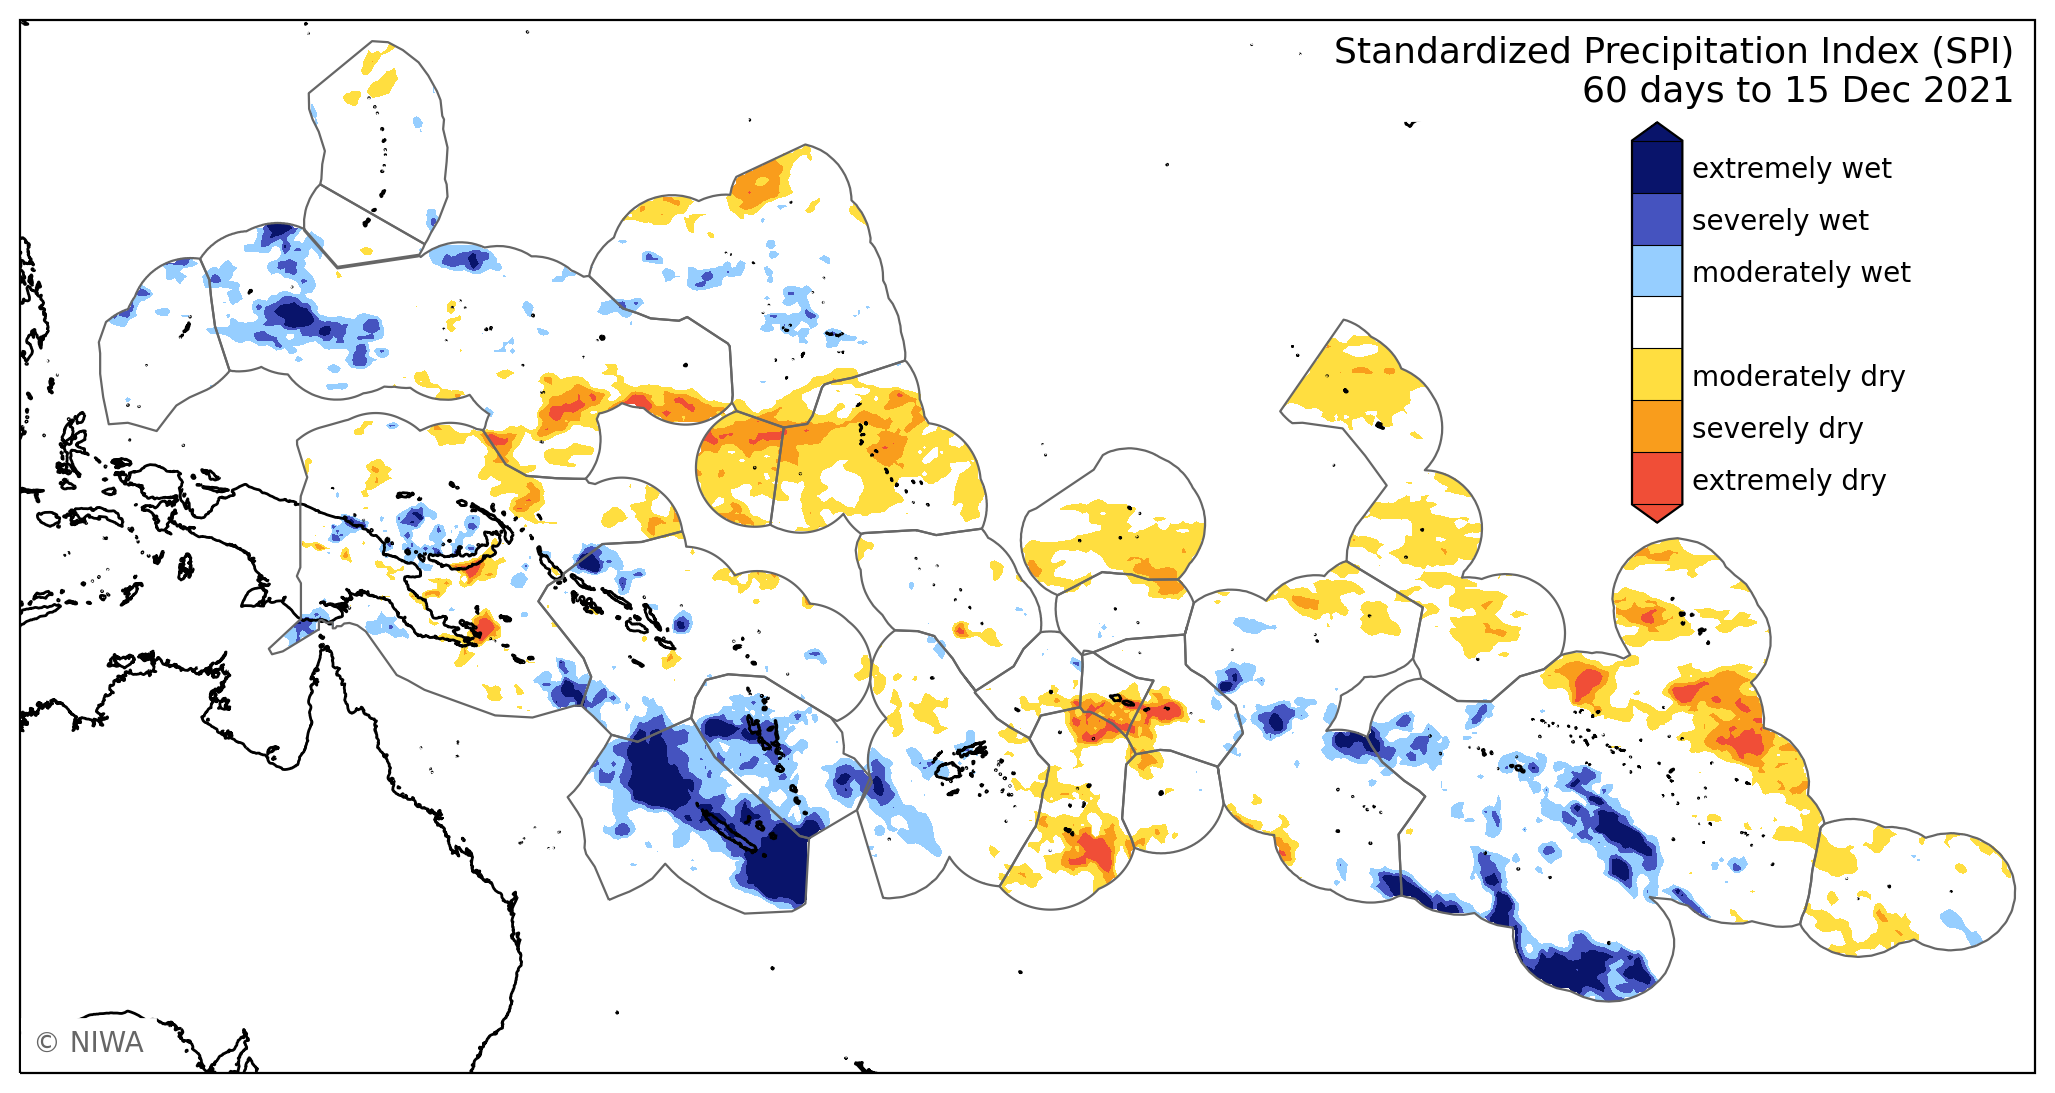 Standardized Precipitation Index (SPI)
60 days to 15 Dec 2021
extremely wet
severely wet
moderately wet
moderately dry
severely dry
extremely dry
© NIWA